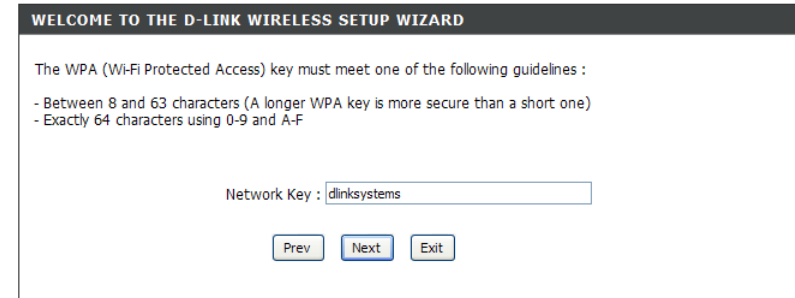 WELCOME TO THE D-LINK WIRELESS SETUP WIZARD
The WPA (Wi-Fi Protected Access) key must meet one of the following guidelines :
- Between 8 and 63 characters (A longer WPA key is more secure than a short one)
- Exactly 64 characters using 0-9 and A-F
Network Key : dlinksystems
Prev Next Exit